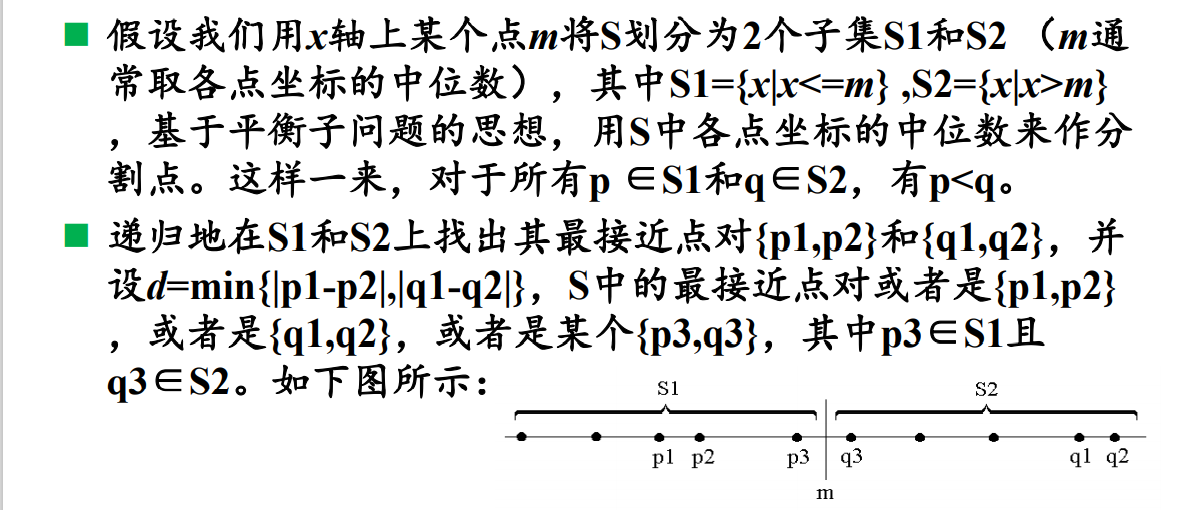 假设我们用x轴上某个点m将S划分为2个子集S1和S2 （m通
常取各点坐标的中位数），其中S1={x|x<=m} ,S2={x|x>m}
，基于平衡子问题的思想，用S中各点坐标的中位数来作分
割点。这样一来，对于所有p ∈S1和q∈S2，有p<q。
递归地在S1和S2上找出其最接近点对{p1,p2}和{q1,q2}，并
设d=min{|p1-p2|,|q1-q2|}，S中的最接近点对或者是{p1,p2}
，或者是{q1,q2}，或者是某个{p3,q3}，其中p3∈S1且
q3∈S2。如下图所示：
S1 S2
p1 p2 p3 q3 q1 q2
m